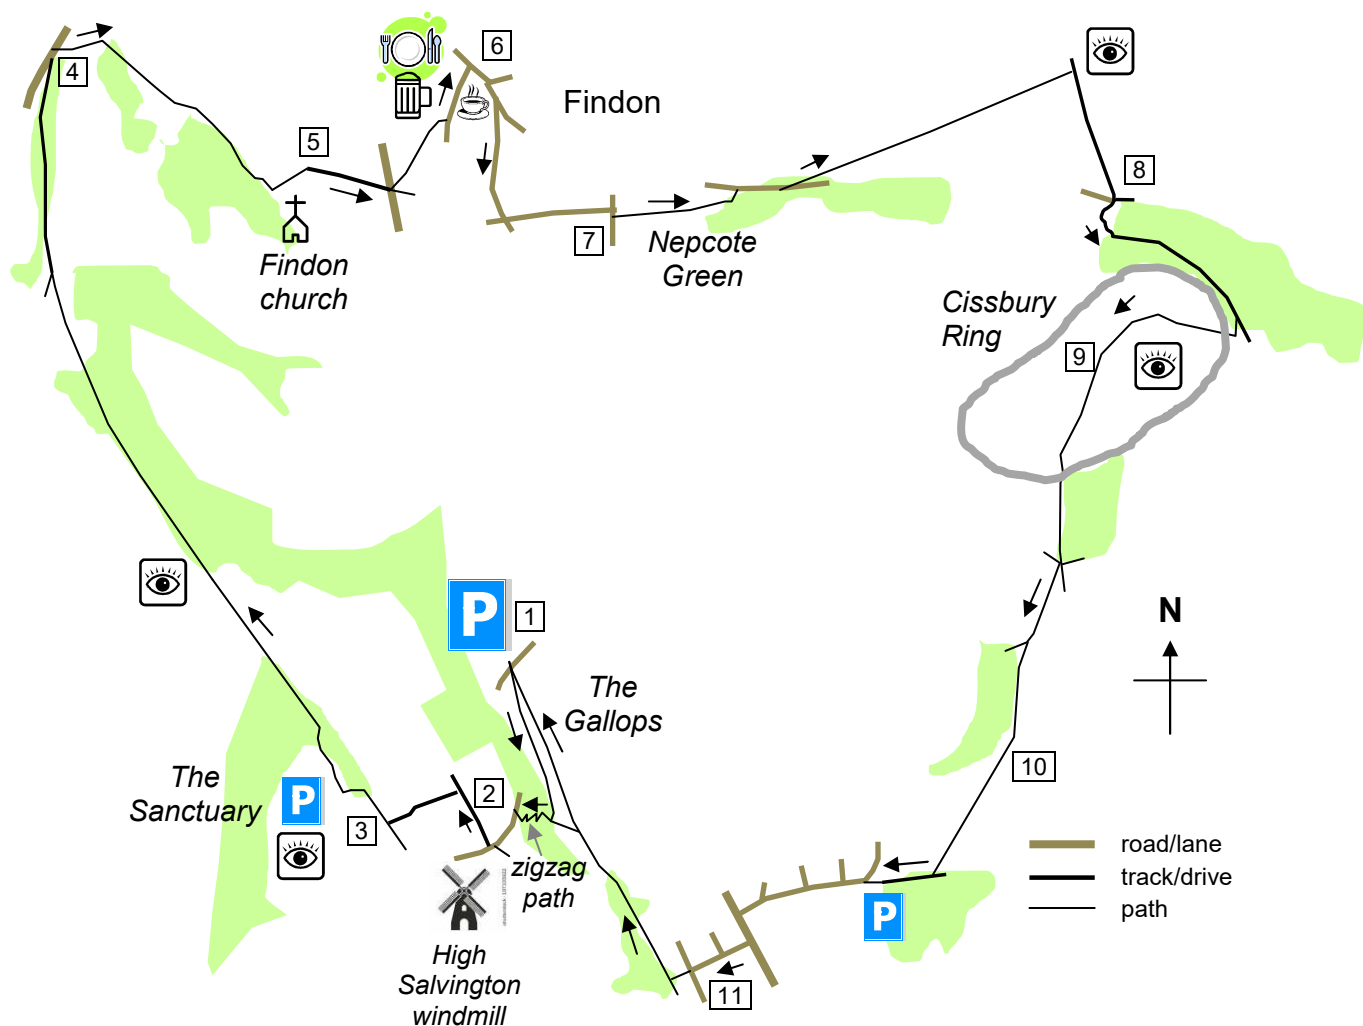 4
6
Findon
5
8
7
Nepcote
Green
Findon
church
Cissbury
Ring
9
P
1
N
The
Gallops
10
The
Sanctuary
P
2
3
zigzag
path
road/lane
track/drive
path
P
High
Salvington
windmill
11